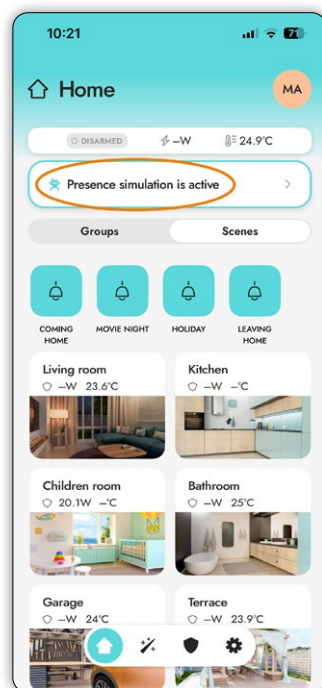 10:21
71
Home
MA
DISARMED –W 24.9°C
Presence simulation is active
Groups Scenes
COMING HOME
MOVIE NIGHT
HOLIDAY
LEAVING HOME
Living room
–W 23.6°C
Kitchen
–W –°C
Children room
20.1W –°C
Bathroom
–W 25°C
Garage
–W 24°C
Terrace
–W 23.9°C